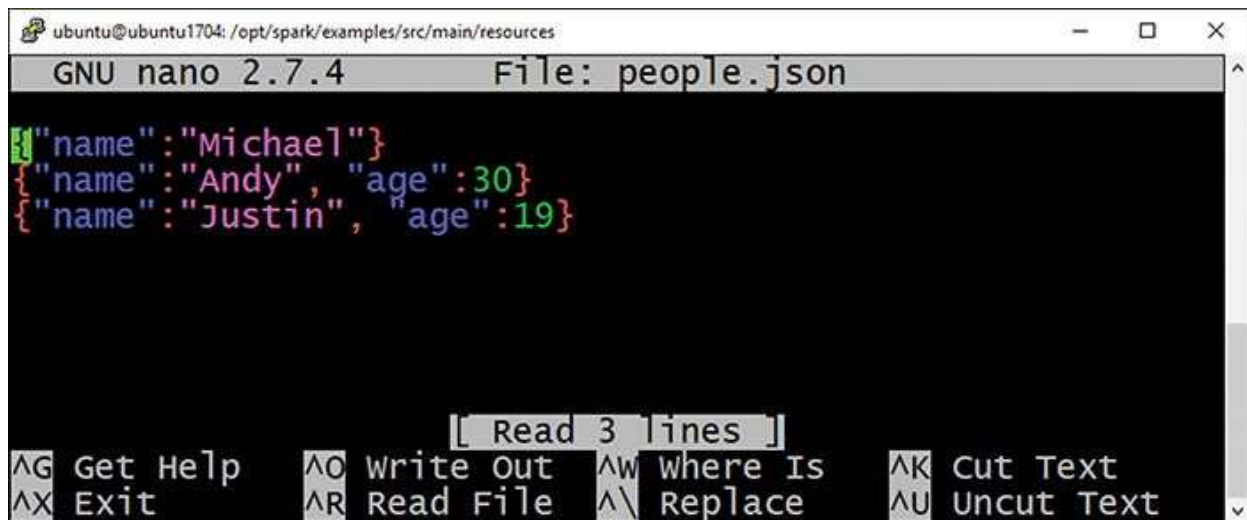 ubuntu@ubuntu1704: /opt/spark/examples/src/main/resources
GNU nano 2.7.4 File: people.json
{"name":"Michael"}
{"name":"Andy", "age":30}
{"name":"Justin", "age":19}
[ Read 3 lines ]
^G Get Help ^O Write Out ^W Where Is ^K Cut Text
^X Exit ^R Read File ^\ Replace ^U Uncut Text